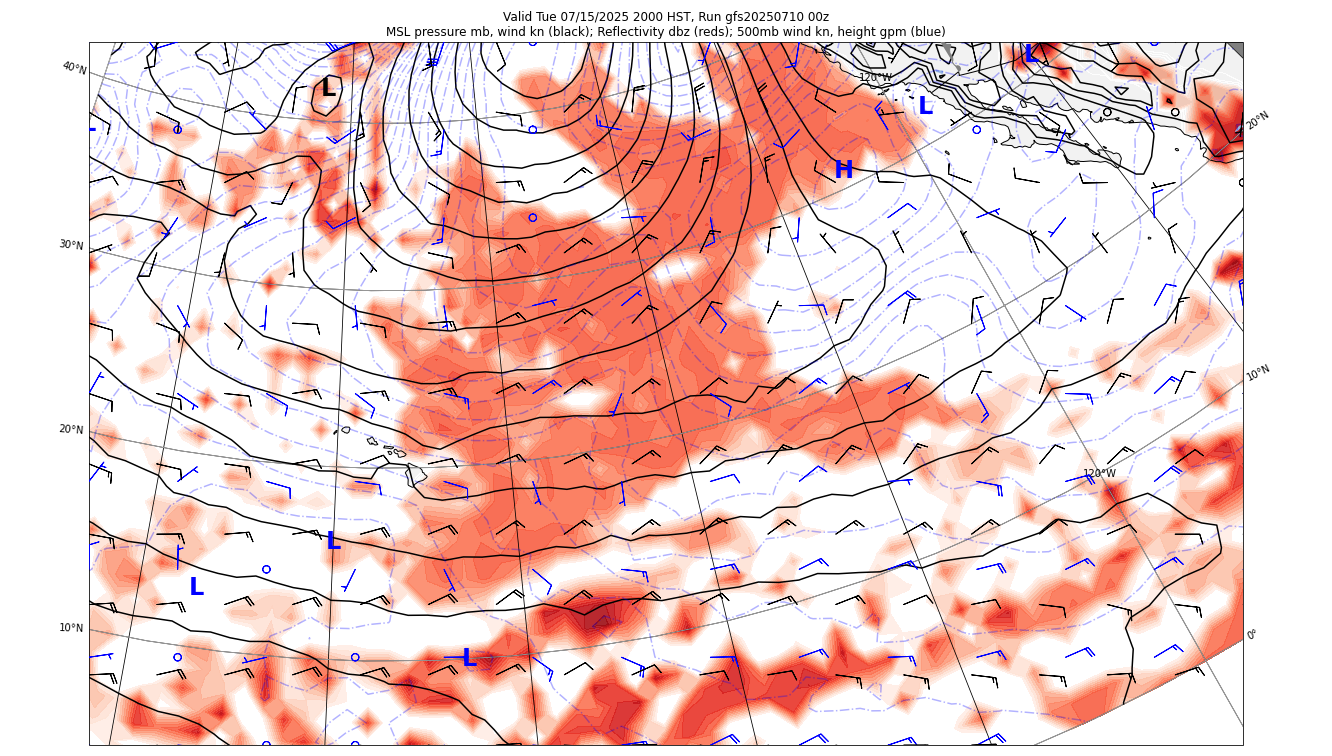 Valid Tue 07/15/2025 2000 HST, Run gfs20250710 00z
MSL pressure mb, wind kn (black); Reflectivity dbz (reds); 500mb wind kn, height gpm (blue)
L
40°N
120°W
L
L
20°N
H
30°N
10°N
20°N
120°W
L
L
10°N
0°
L